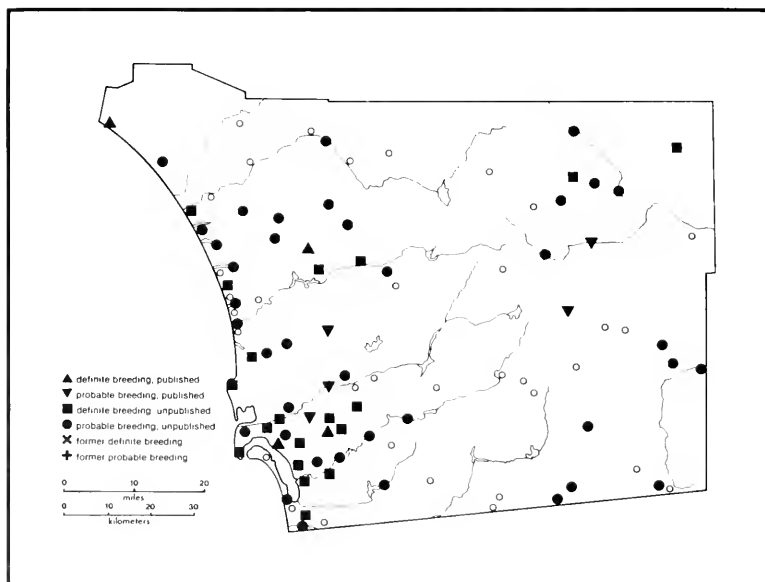 definite breeding, published
probable breeding, published
definite breeding unpublished
probable breeding, unpublished
former definite breeding
former probable breeding
0 20
miles
0 10 20 30
kilometers